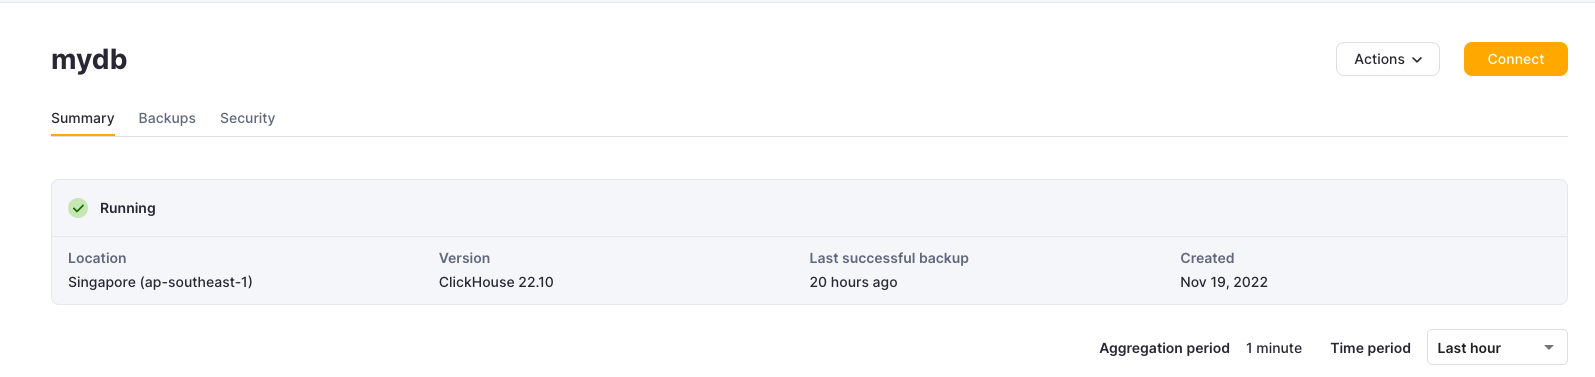 mydb
Actions
Connect
Summary Backups Security
Running
Location Version Last successful backup Created
Singapore (ap-southeast-1) ClickHouse 22.10 20 hours ago Nov 19, 2022
Aggregation period 1 minute Time period Last hour